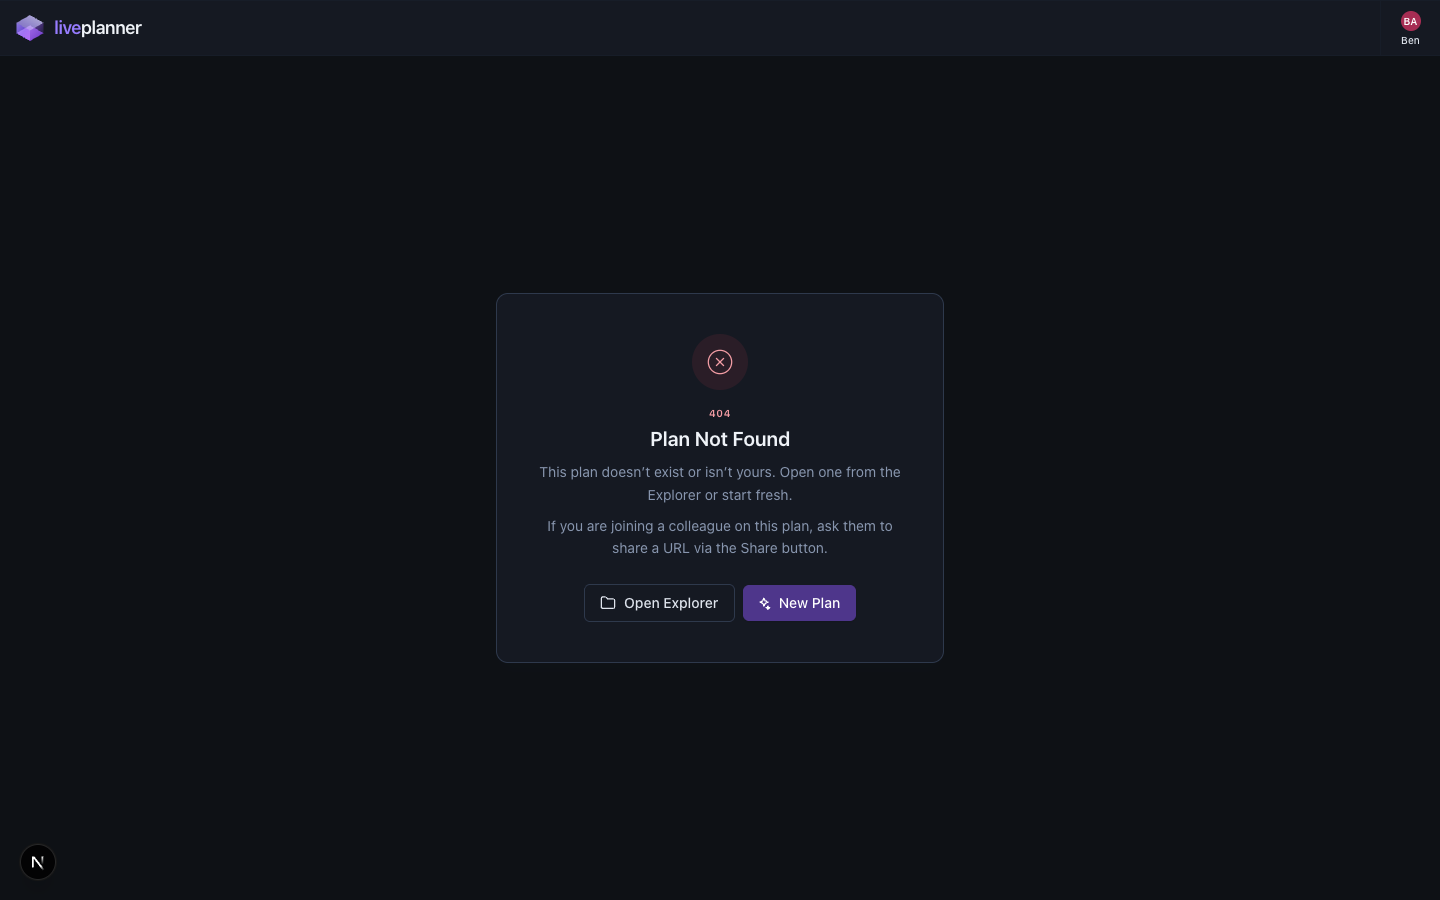 liveplanner
BA
Ben
404
Plan Not Found
This plan doesn’t exist or isn’t yours. Open one from the
Explorer or start fresh.
If you are joining a colleague on this plan, ask them to
share a URL via the Share button.
Open Explorer
New Plan
N